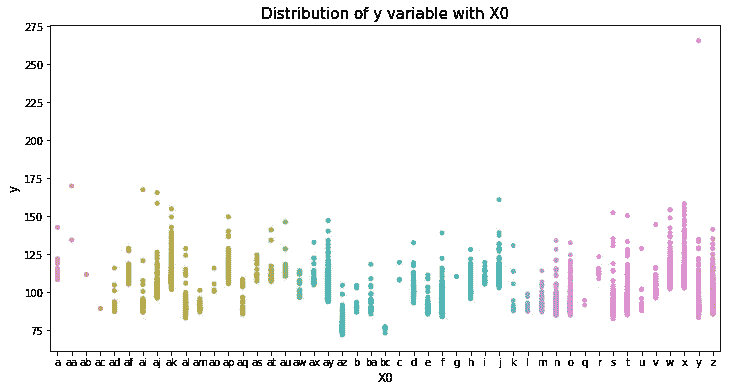 Distribution of y variable with X0
275
250
225
200
175
150
125
100
75
y
a aa ab ac ad af ai aj ak al am ao ap aq as at au aw ax ay az b ba bc c d e f g h i j k l m n o q r s t u v w x y z
X0